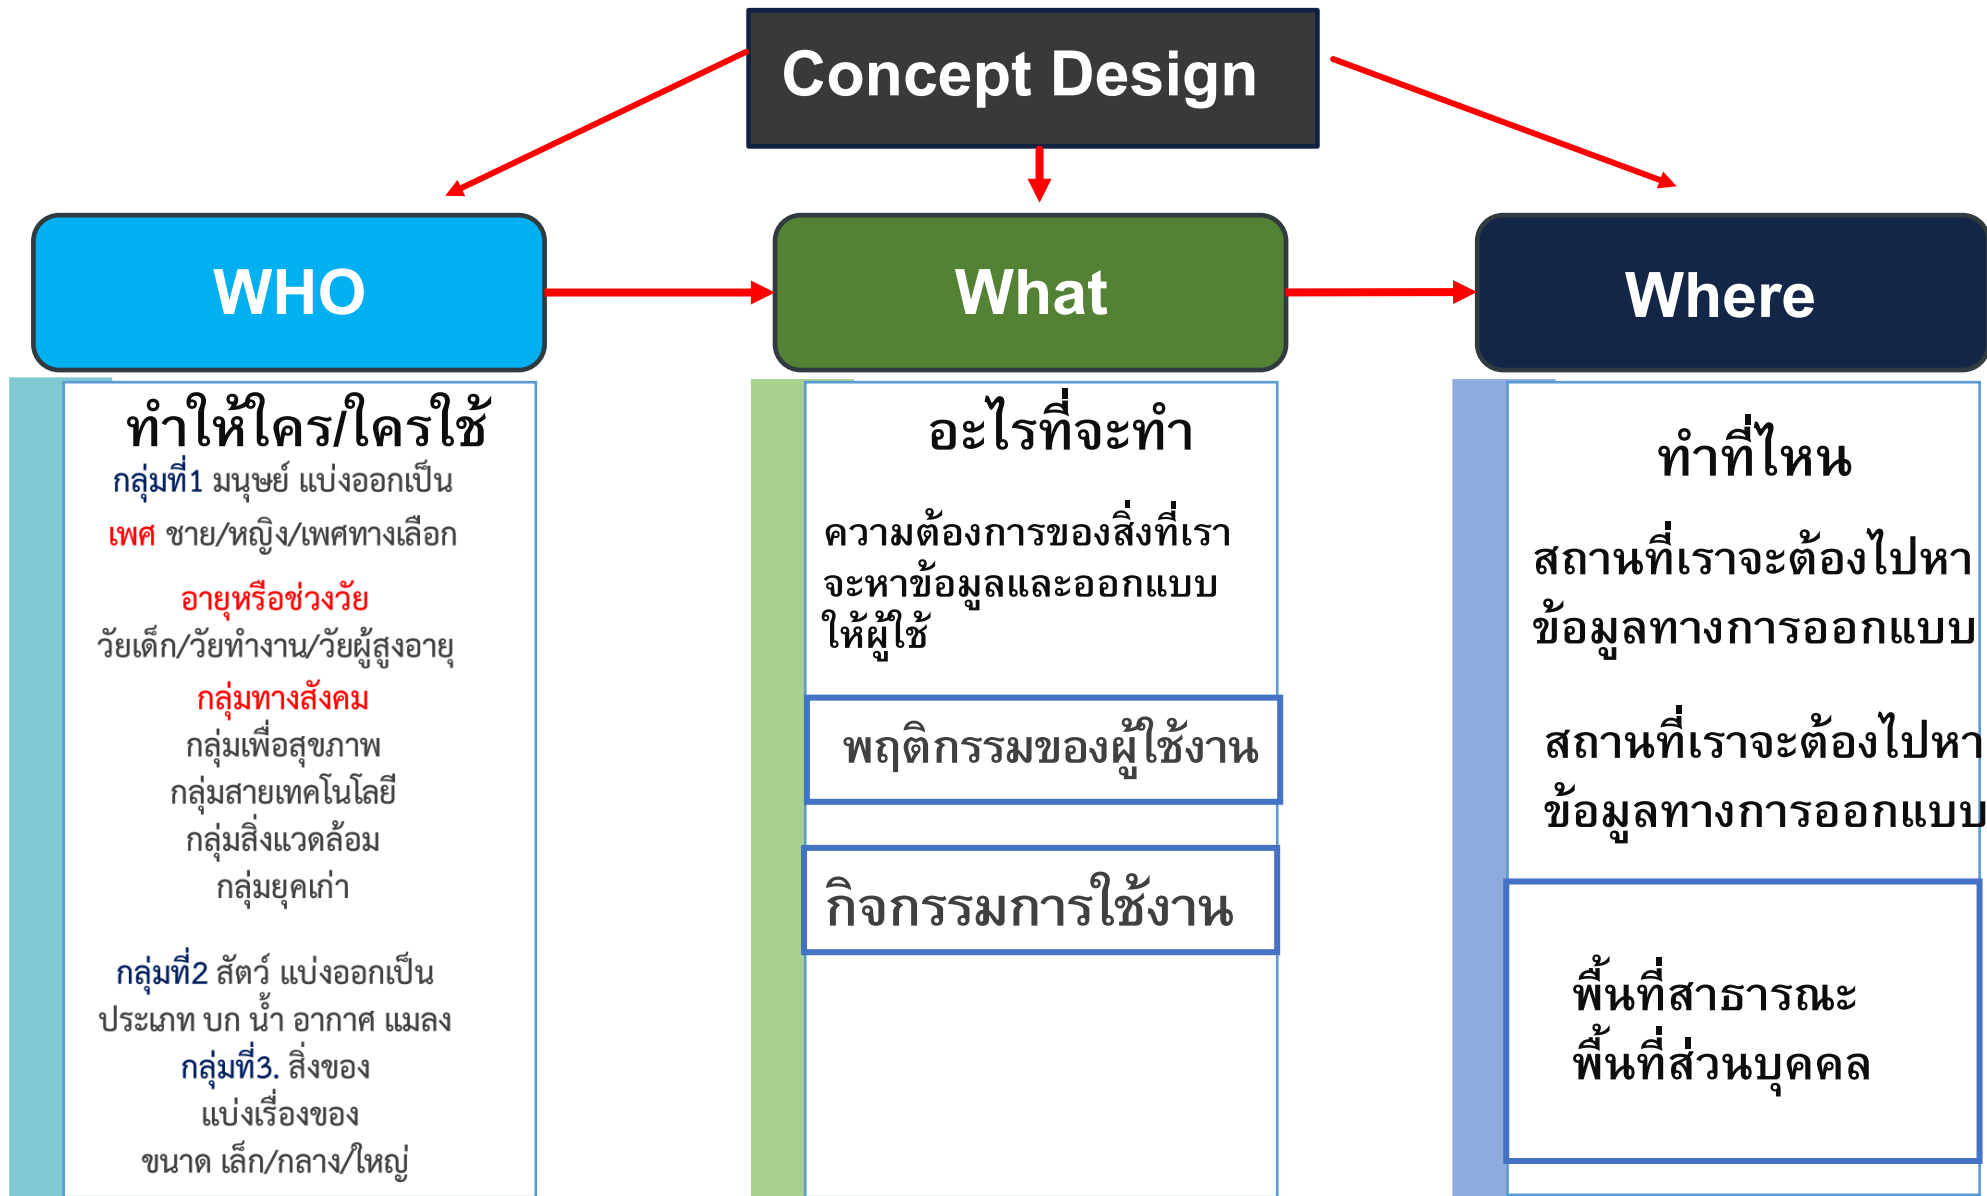 Concept Design
WHO
ทำให้ใคร/ใครใช้
กลุ่มที่1 มนุษย์ แบ่งออกเป็น
เพศ ชาย/หญิง/เพศทางเลือก
อายุหรือช่วงวัย
วัยเด็ก/วัยทำงาน/วัยผู้สูงอายุ
กลุ่มทางสังคม
กลุ่มเพื่อสุขภาพ
กลุ่มสายเทคโนโลยี
กลุ่มสิ่งแวดล้อม
กลุ่มยุคเก่า
กลุ่มที่2 สัตว์ แบ่งออกเป็น
ประเภท บก น้ำ อากาศ แมลง
กลุ่มที่3. สิ่งของ
แบ่งเรื่องของ
ขนาด เล็ก/กลาง/ใหญ่
What
อะไรที่จะทำ
ความต้องการของสิ่งที่เรา
จะหาข้อมูลและออกแบบ
ให้ผู้ใช้
พฤติกรรมของผู้ใช้งาน
กิจกรรมการใช้งาน
Where
ทำที่ไหน
สถานที่เราจะต้องไปหา
ข้อมูลทางการออกแบบ
สถานที่เราจะต้องไปหา
ข้อมูลทางการออกแบบ
พื้นที่สาธารณะ
พื้นที่ส่วนบุคคล